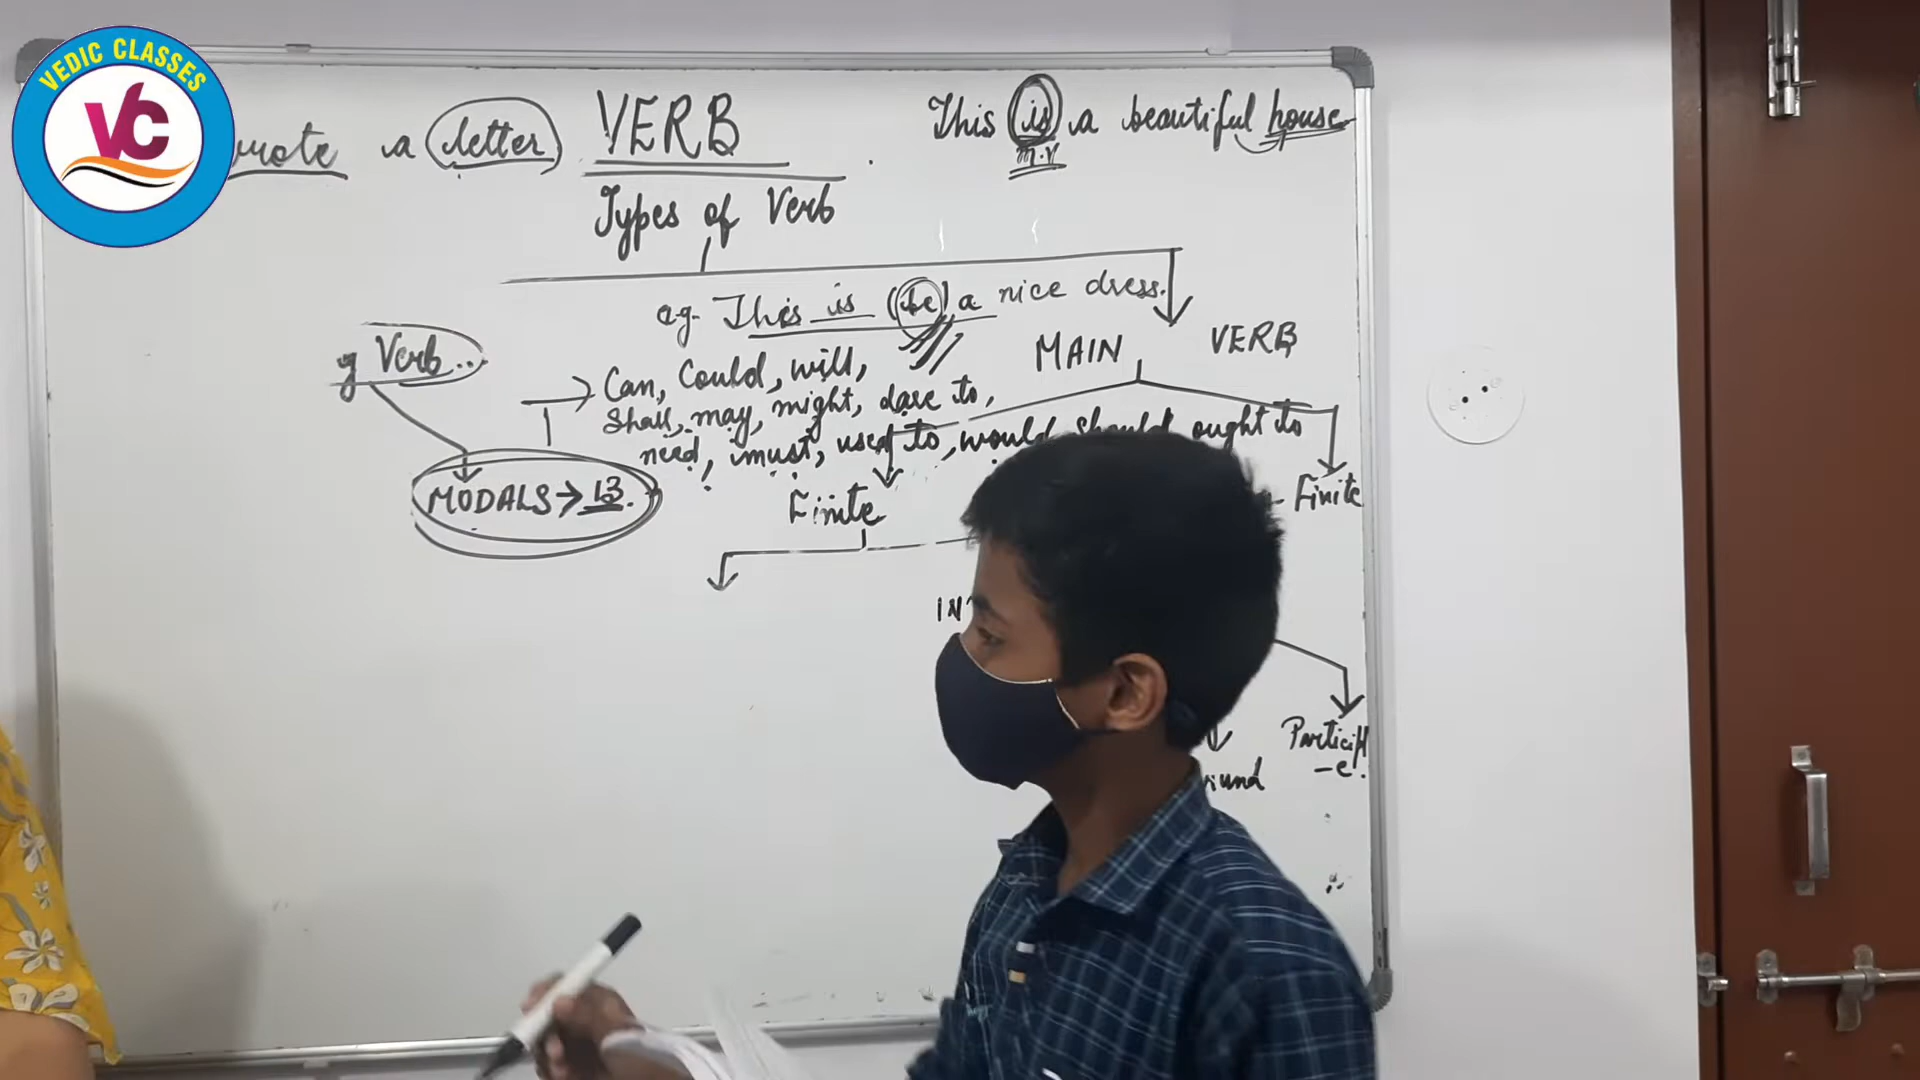 VEDIC CLASSES
VC
wrote a letter
VERB
This is a beautiful house
m.v
Types of Verb
e.g. This is (be) a nice dress.
g Verb..
MAIN VERB
Can, Could, will,
Shall, may, might, dare to,
need, must, used to, would should ought to
MODALS → 13.
Finite
- Finite
IN
Particip
-e.
rund